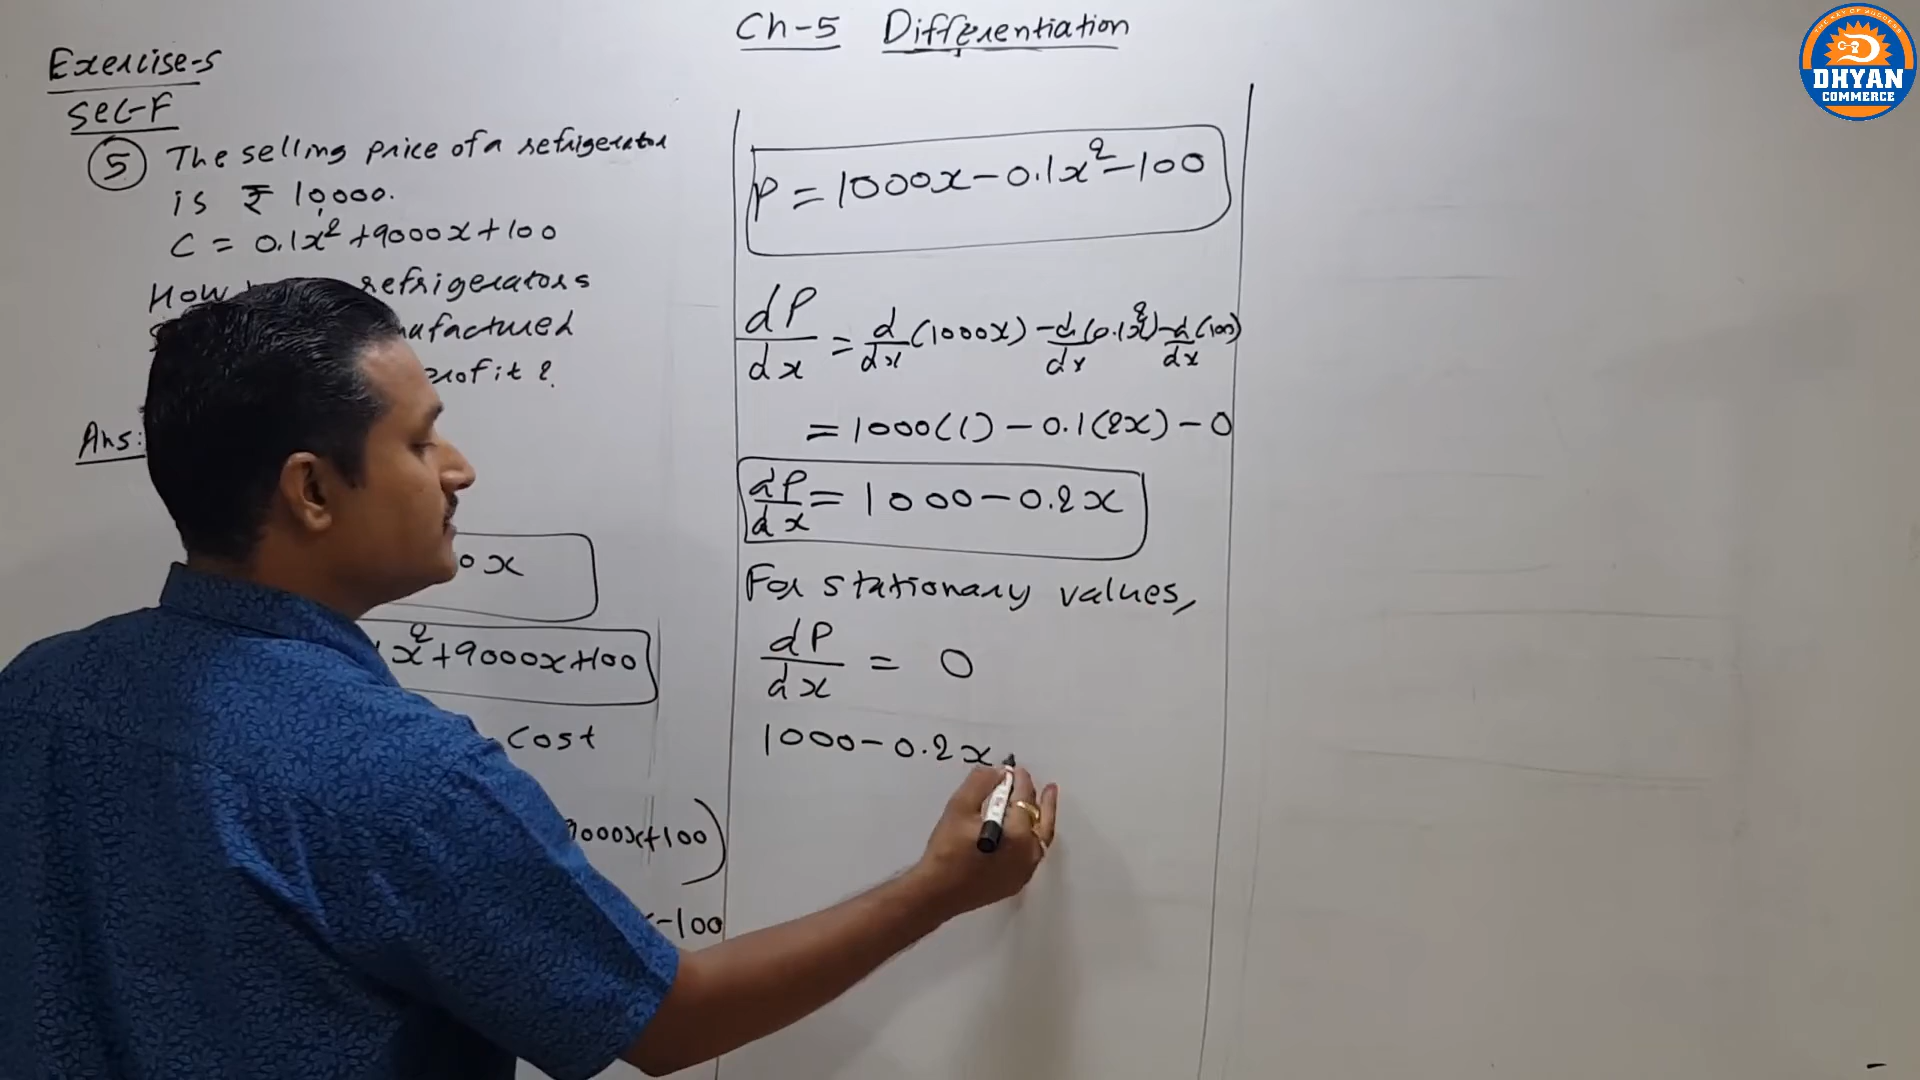 Ch-5 Differentiation
Exercise-5
Sec-F
5 The selling price of a refrigerator
is ₹ 10,000.
C = 0.1x² + 9000x + 100
How refrigerators
profit ?
Ans:
0x
x² + 9000x + 100
Cost
9000x + 100)
- 100
P = 1000x - 0.1x² - 100
dP/dx = d/dx (1000x) - d/dx (0.1x²) - d/dx (100)
= 1000(1) - 0.1(2x) - 0
dP/dx = 1000 - 0.2x
For stationary values,
dP/dx = 0
1000 - 0.2x
DHYAN
COMMERCE